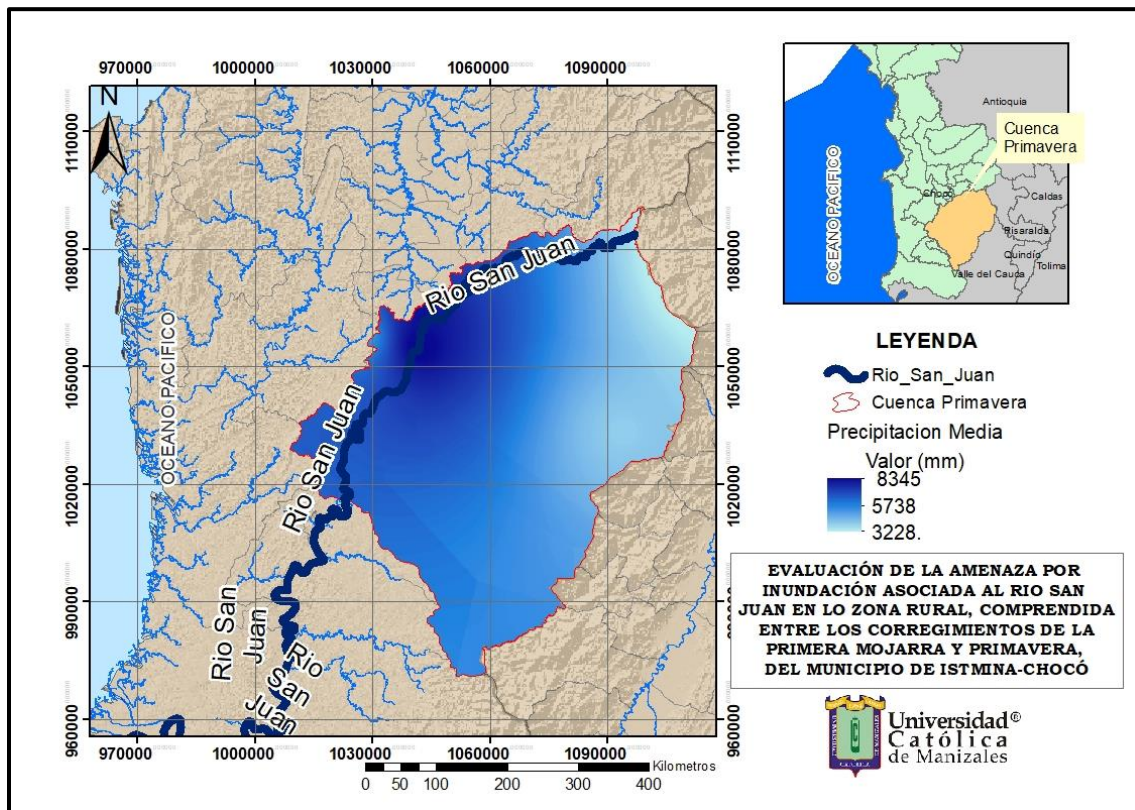 970000 1000000 1030000 1060000 1090000
N
1110000
1080000
1050000
1020000
990000
960000
OCEANO PACIFICO
Rio San Juan
Rio San Juan
Rio San
Juan
Rio
San
Juan
1110000
1080000
1050000
1020000
960000
970000 1000000 1030000 1060000 1090000
Kilometros
0 50 100 200 300 400
OCEANO PACIFICO
Antioquia
Cuenca
Primavera
Chocó
Caldas
Risaralda
Quindío
Tolima
Valle del Cauca
LEYENDA
Rio_San_Juan
Cuenca Primavera
Precipitacion Media
Valor (mm)
8345
5738
3228.
EVALUACIÓN DE LA AMENAZA POR
INUNDACIÓN ASOCIADA AL RIO SAN
JUAN EN LO ZONA RURAL, COMPRENDIDA
ENTRE LOS CORREGIMIENTOS DE LA
PRIMERA MOJARRA Y PRIMAVERA,
DEL MUNICIPIO DE ISTMINA-CHOCÓ
Universidad®
Católica
de Manizales